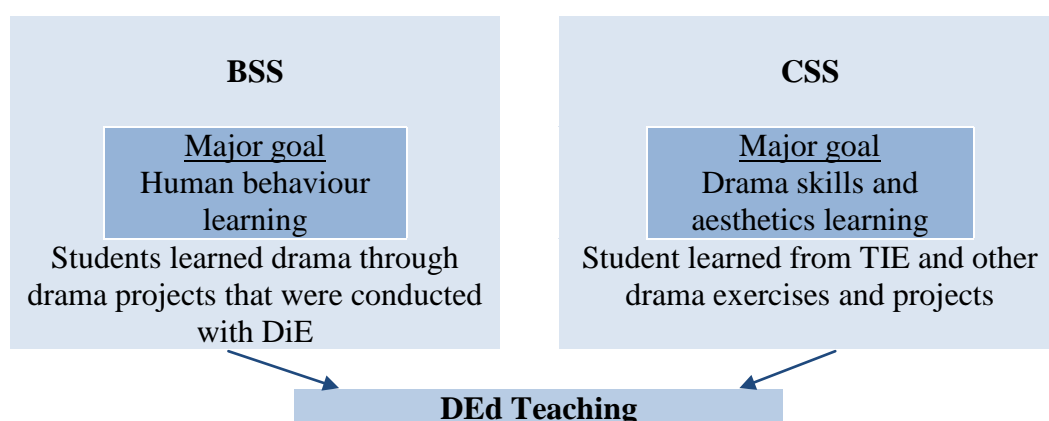 BSS
Major goal
Human behaviour
learning
Students learned drama through
drama projects that were conducted
with DiE
CSS
Major goal
Drama skills and
aesthetics learning
Student learned from TIE and other
drama exercises and projects
DEd Teaching